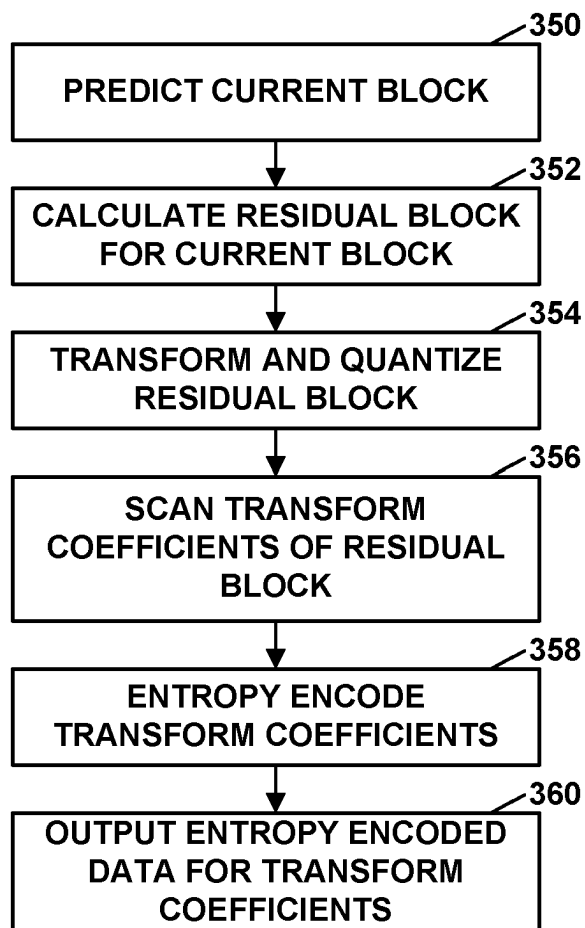 350
PREDICT CURRENT BLOCK
352
CALCULATE RESIDUAL BLOCK
FOR CURRENT BLOCK
354
TRANSFORM AND QUANTIZE
RESIDUAL BLOCK
356
SCAN TRANSFORM
COEFFICIENTS OF RESIDUAL
BLOCK
358
ENTROPY ENCODE
TRANSFORM COEFFICIENTS
360
OUTPUT ENTROPY ENCODED
DATA FOR TRANSFORM
COEFFICIENTS